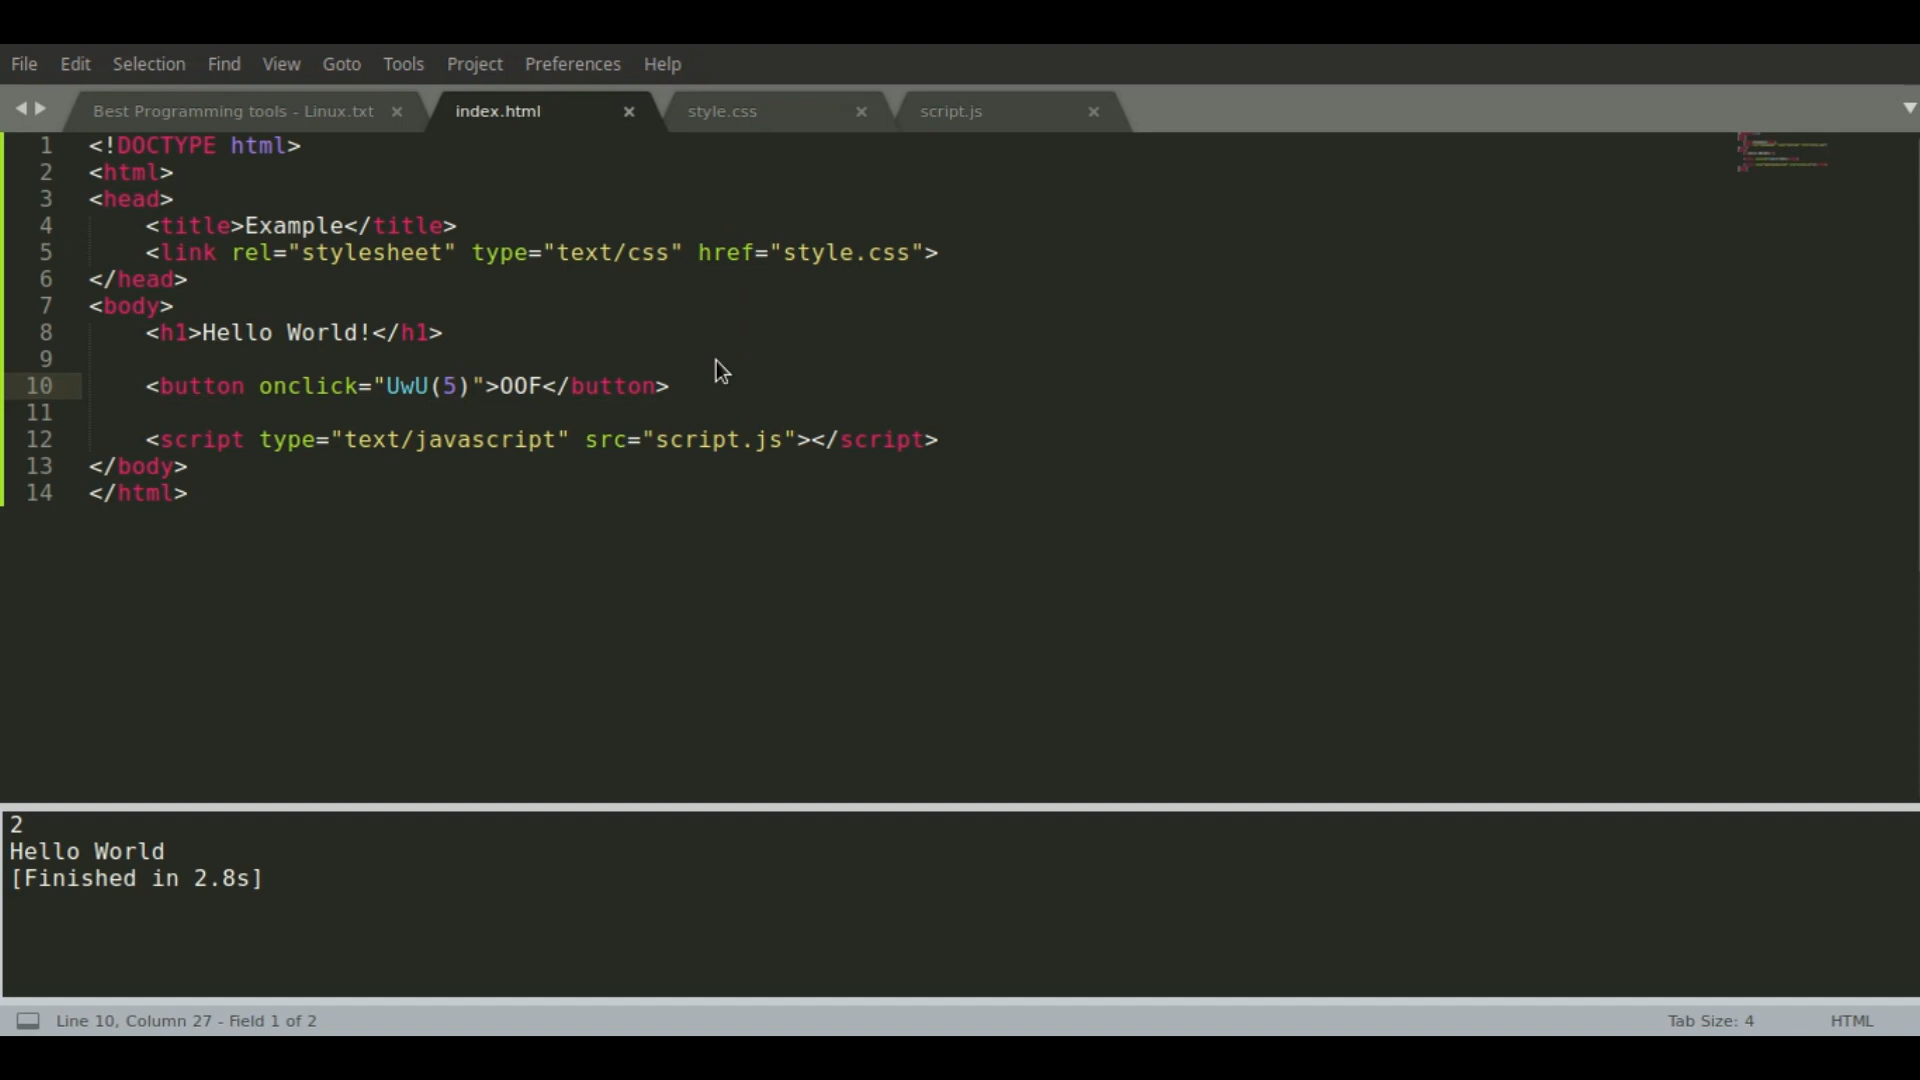 File Edit Selection Find View Goto Tools Project Preferences Help
Best Programming tools - Linux.txt × index.html × style.css × script.js ×
1 <!DOCTYPE html>
2 <html>
3 <head>
4 <title>Example</title>
5 <link rel="stylesheet" type="text/css" href="style.css">
6 </head>
7 <body>
8 <h1>Hello World!</h1>
9
10 <button onclick="UwU(5)">OOF</button>
11
12 <script type="text/javascript" src="script.js"></script>
13 </body>
14 </html>
2
Hello World
[Finished in 2.8s]
Line 10, Column 27 - Field 1 of 2 Tab Size: 4 HTML